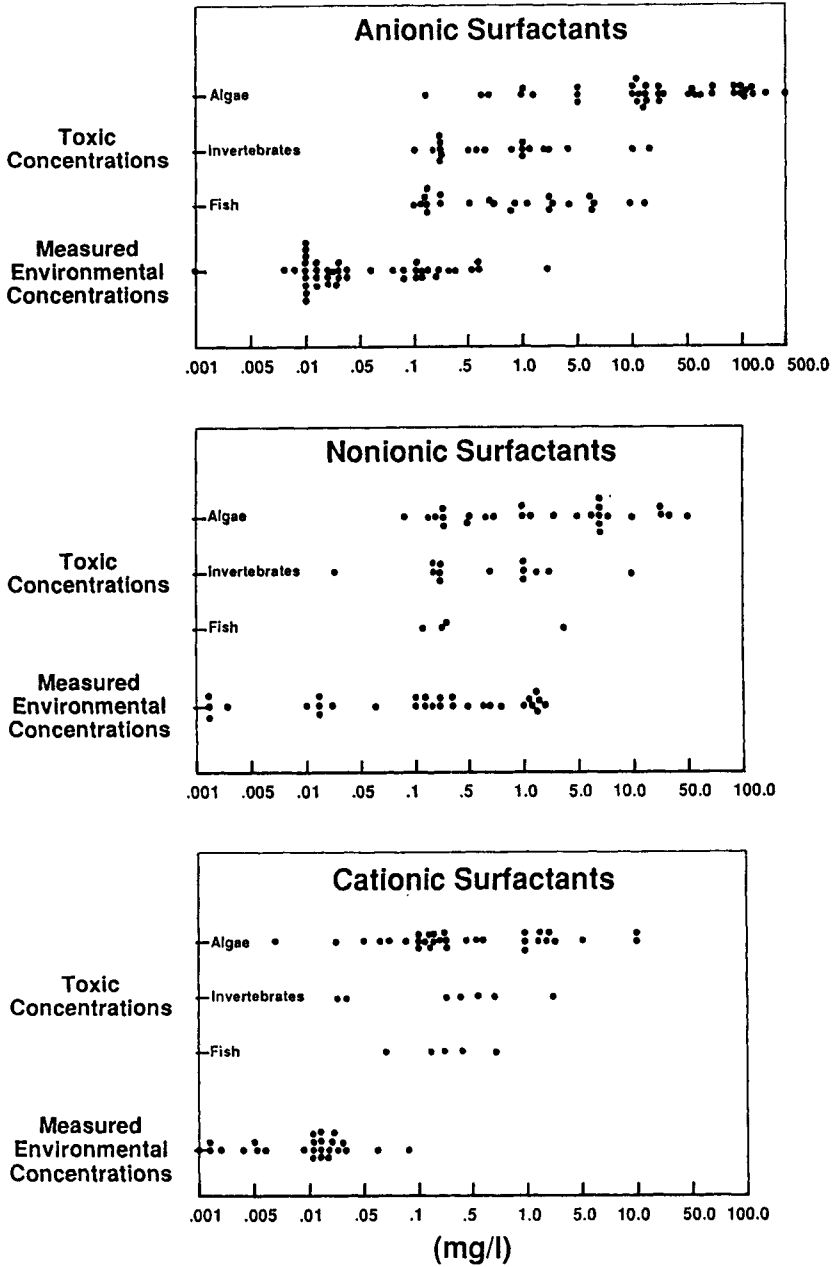 Anionic Surfactants
Algae
Toxic
Concentrations
Invertebrates
Fish
Measured
Environmental
Concentrations
.001 .005 .01 .05 .1 .5 1.0 5.0 10.0 50.0 100.0 500.0
Nonionic Surfactants
Algae
Toxic
Concentrations
Invertebrates
Fish
Measured
Environmental
Concentrations
.001 .005 .01 .05 .1 .5 1.0 5.0 10.0 50.0 100.0
Cationic Surfactants
Algae
Toxic
Concentrations
Invertebrates
Fish
Measured
Environmental
Concentrations
.001 .005 .01 .05 .1 .5 1.0 5.0 10.0 50.0 100.0
(mg/l)